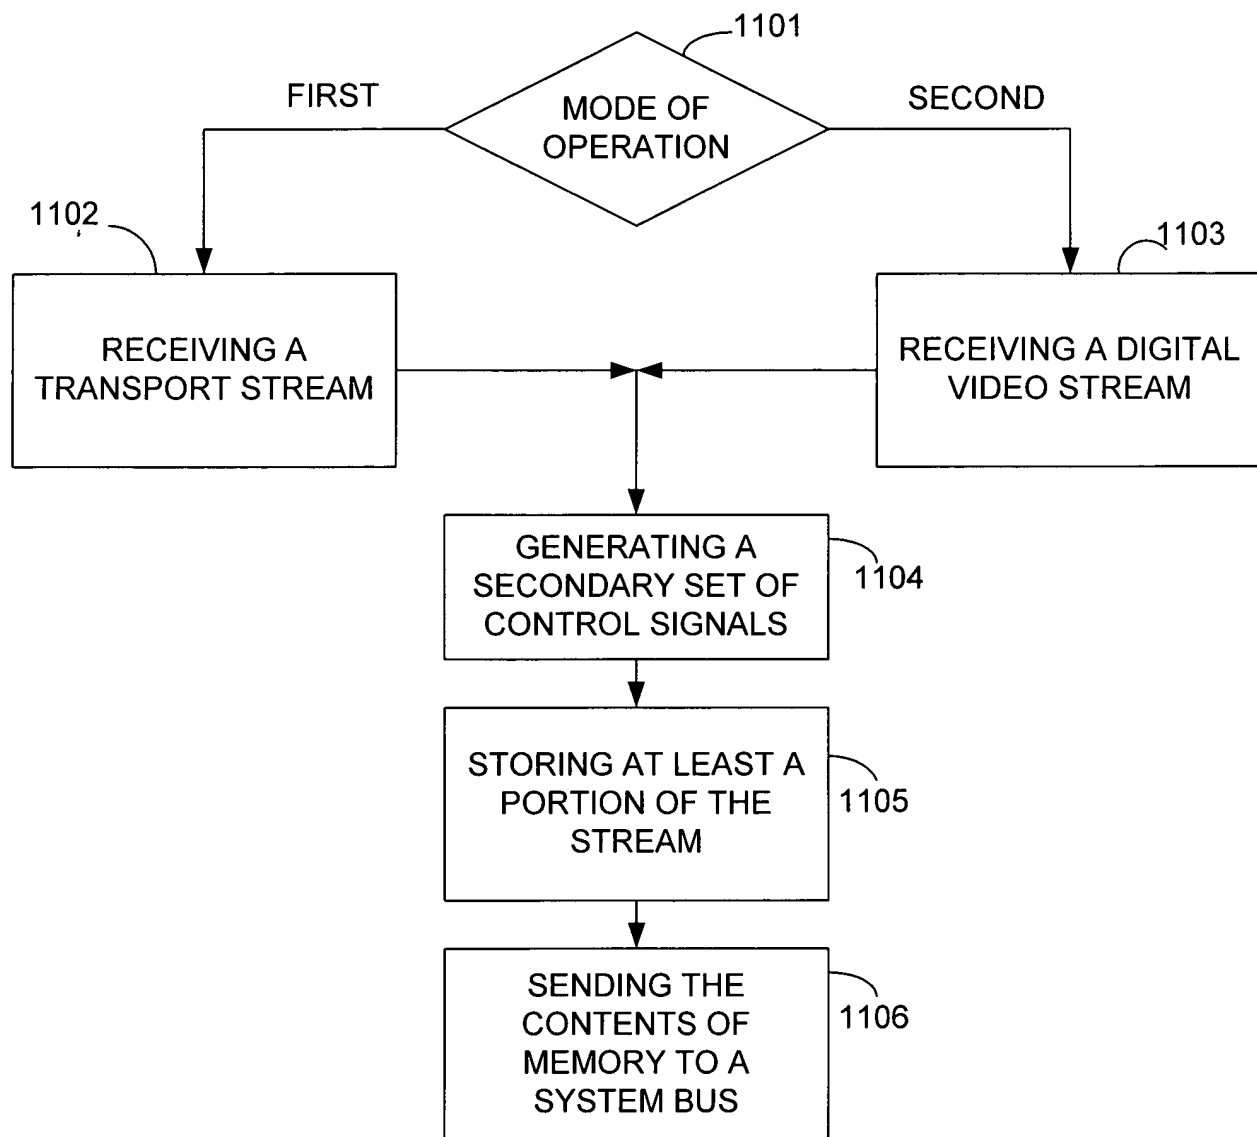 1101
FIRST
SECOND
MODE OF
OPERATION
1102
1103
RECEIVING A
TRANSPORT STREAM
RECEIVING A DIGITAL
VIDEO STREAM
GENERATING A
SECONDARY SET OF
CONTROL SIGNALS
1104
STORING AT LEAST A
PORTION OF THE
STREAM
1105
SENDING THE
CONTENTS OF
MEMORY TO A
SYSTEM BUS
1106